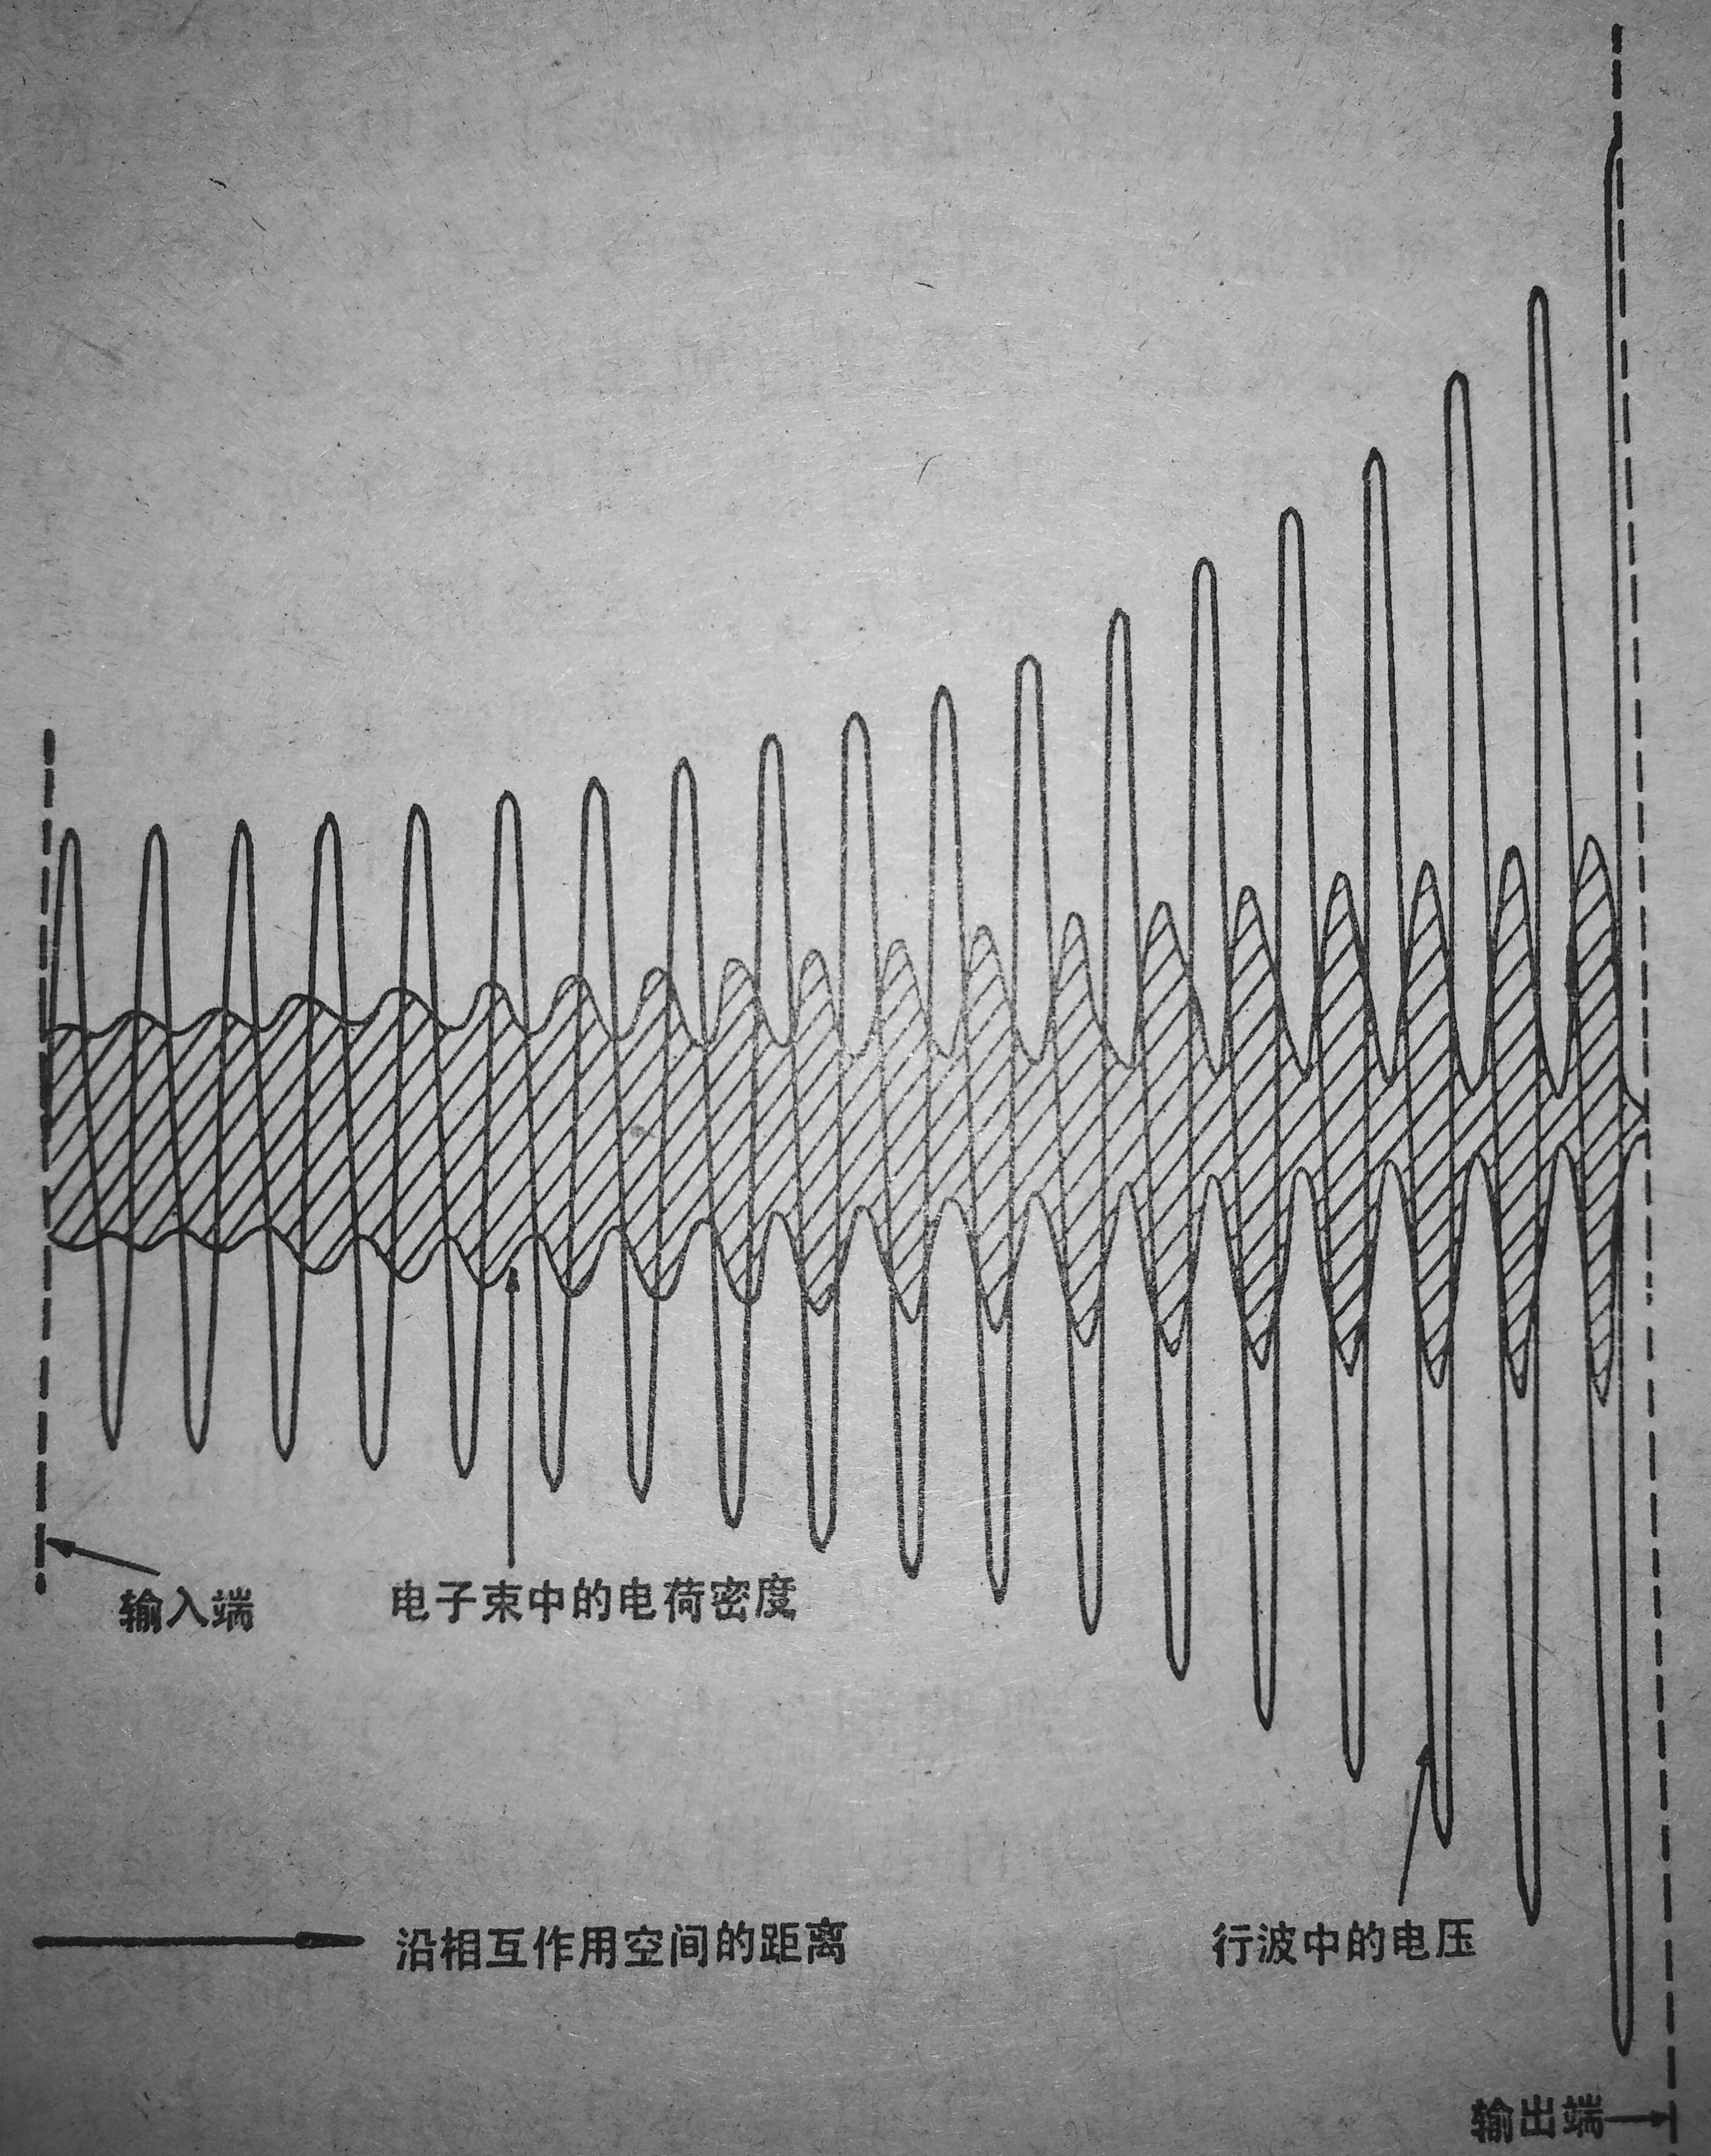 输入端
电子束中的电荷密度
沿相互作用空间的距离
行波中的电压
输出端